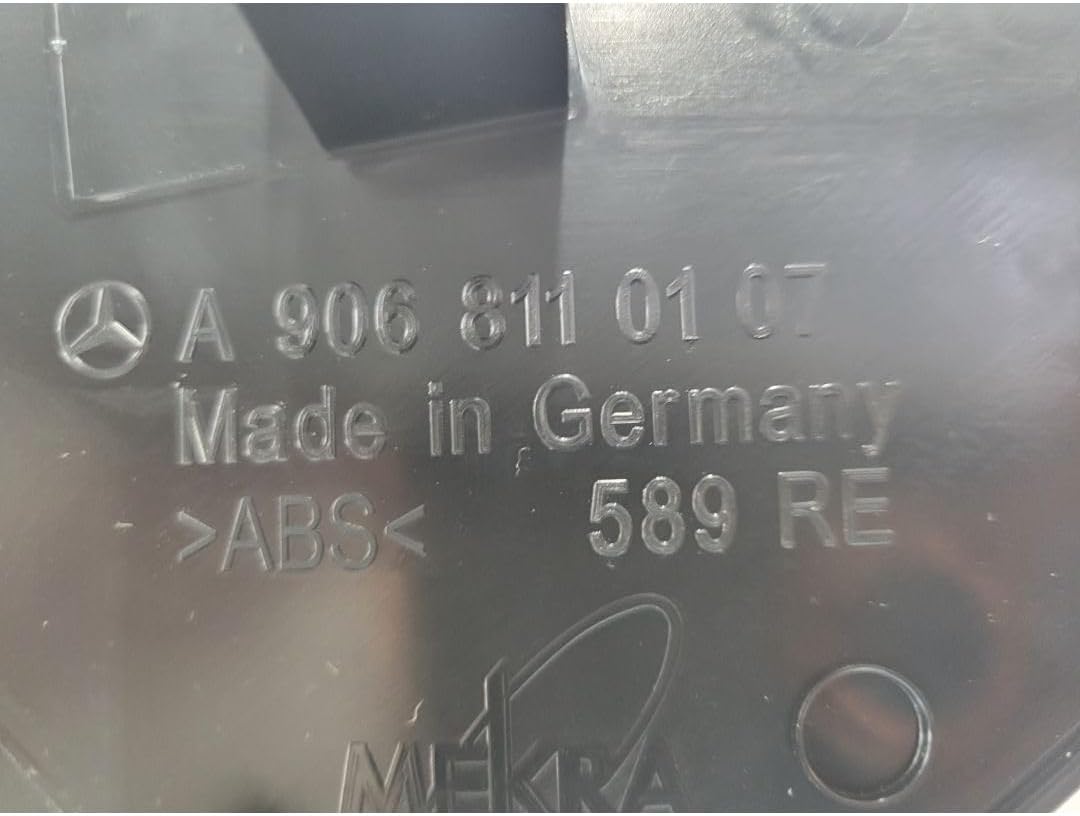 A 906 811 01 07
Made in Germany
>ABS< 589 RE
MEKRA